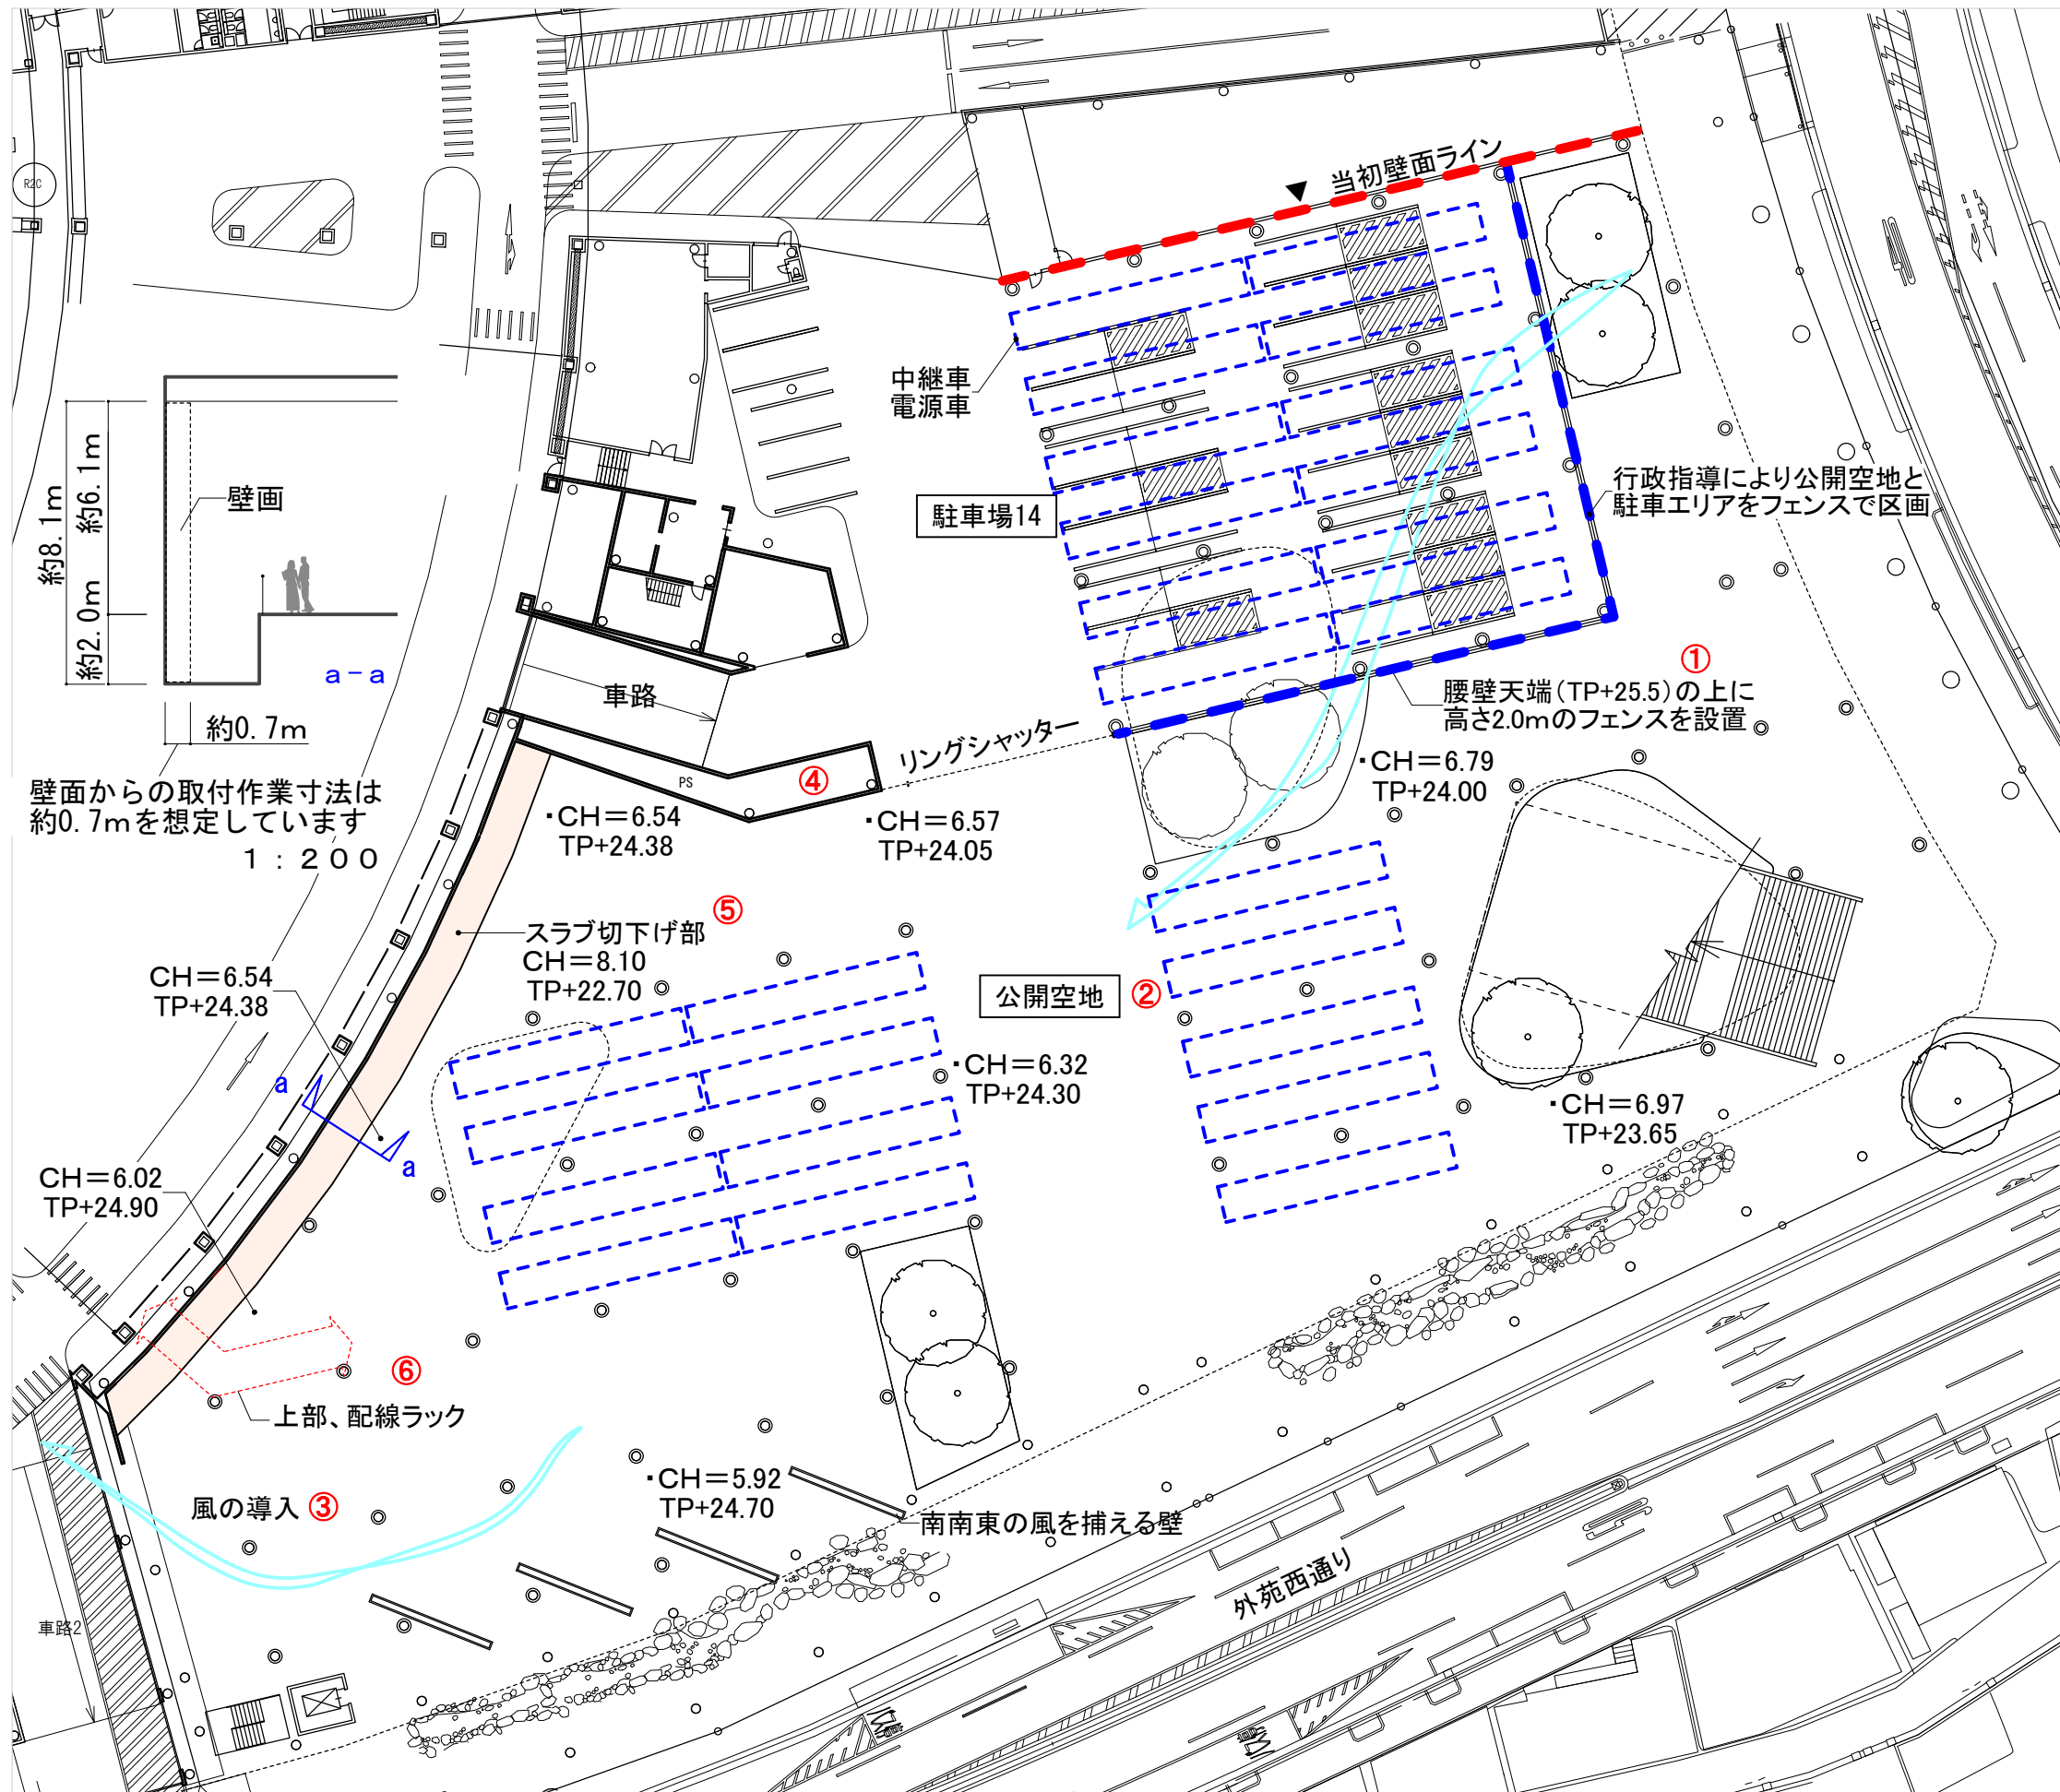 R2C
当初壁面ライン
中継車
電源車
駐車場14
行政指導により公開空地と
駐車エリアをフェンスで区画
約8.1m
約6.1m
約2.0m
壁画
a-a
約0.7m
壁面からの取付作業寸法は
約0.7mを想定しています
1:200
車路
PS
④
リングシャッター
①
腰壁天端(TP+25.5)の上に
高さ2.0mのフェンスを設置
・CH=6.79
TP+24.00
・CH=6.54
TP+24.38
・CH=6.57
TP+24.05
⑤
スラブ切下げ部
CH=8.10
TP+22.70
CH=6.54
TP+24.38
公開空地
②
・CH=6.32
TP+24.30
・CH=6.97
TP+23.65
a
a
CH=6.02
TP+24.90
⑥
上部、配線ラック
風の導入 ③
・CH=5.92
TP+24.70
南南東の風を捕える壁
外苑西通り
車路2